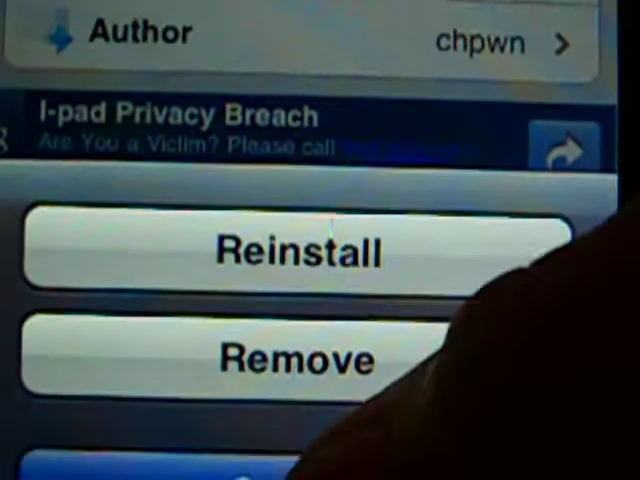 Author
chpwn
I-pad Privacy Breach
Are You a Victim? Please call
Reinstall
Remove